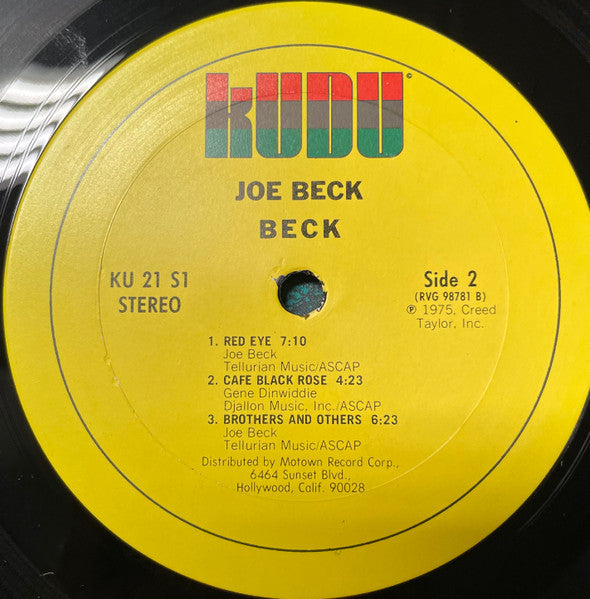 KUDU ©
JOE BECK
BECK
KU 21 S1
STEREO
Side 2
(RVG 98781 B)
℗ 1975, Creed
Taylor, Inc.
1. RED EYE 7:10
Joe Beck
Tellurian Music/ASCAP
2. CAFE BLACK ROSE 4:23
Gene Dinwiddie
Djallon Music, Inc./ASCAP
3. BROTHERS AND OTHERS 6:23
Joe Beck
Tellurian Music/ASCAP
Distributed by Motown Record Corp.,
6464 Sunset Blvd.,
Hollywood, Calif. 90028